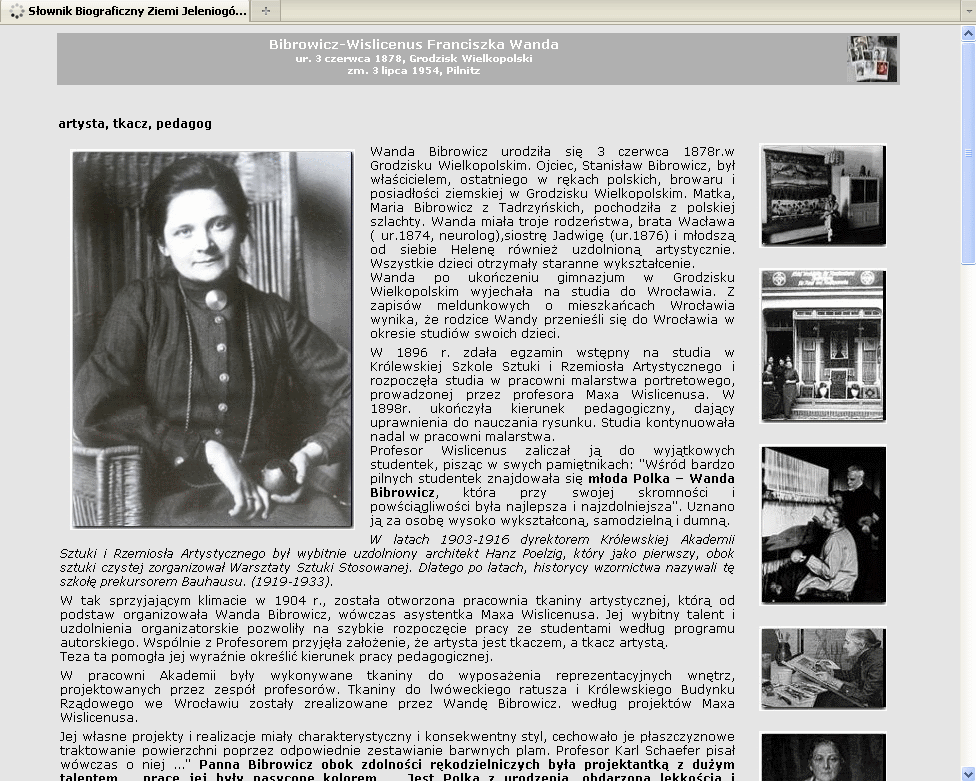 Słownik Biograficzny Ziemi Jeleniogó...
Bibrowicz-Wislicenus Franciszka Wanda
ur. 3 czerwca 1878, Grodzisk Wielkopolski
zm. 3 lipca 1954, Pilnitz
artysta, tkacz, pedagog
Wanda Bibrowicz urodziła się 3 czerwca 1878r.w
Grodzisku Wielkopolskim. Ojciec, Stanisław Bibrowicz, był
właścicielem, ostatniego w rękach polskich, browaru i
posiadłości ziemskiej w Grodzisku Wielkopolskim. Matka,
Maria Bibrowicz z Tadrzyńskich, pochodziła z polskiej
szlachty. Wanda miała troje rodzeństwa, brata Wacława
( ur.1874, neurolog),siostrę Jadwigę (ur.1876) i młodszą
od siebie Helenę również uzdolnioną artystycznie.
Wszystkie dzieci otrzymały staranne wykształcenie.
Wanda po ukończeniu gimnazjum w Grodzisku
Wielkopolskim wyjechała na studia do Wrocławia. Z
zapisów meldunkowych o mieszkańcach Wrocławia
wynika, że rodzice Wandy przenieśli się do Wrocławia w
okresie studiów swoich dzieci.
W 1896 r. zdała egzamin wstępny na studia w
Królewskiej Szkole Sztuki i Rzemiosła Artystycznego i
rozpoczęła studia w pracowni malarstwa portretowego,
prowadzonej przez profesora Maxa Wislicenusa. W
1898r. ukończyła kierunek pedagogiczny, dający
uprawnienia do nauczania rysunku. Studia kontynuowała
nadal w pracowni malarstwa.
Profesor Wislicenus zaliczał ją do wyjątkowych
studentek, pisząc w swych pamiętnikach: "Wśród bardzo
pilnych studentek znajdowała się młoda Polka – Wanda
Bibrowicz, która przy swojej skromności i
powściągliwości była najlepsza i najzdolniejsza". Uznano
ją za osobę wysoko wykształconą, samodzielną i dumną.
W latach 1903-1916 dyrektorem Królewskiej Akademii
Sztuki i Rzemiosła Artystycznego był wybitnie uzdolniony architekt Hanz Poelzig, który jako pierwszy, obok
sztuki czystej zorganizował Warsztaty Sztuki Stosowanej. Dlatego po latach, historycy wzornictwa nazywali tę
szkołę prekursorem Bauhausu. (1919-1933).
W tak sprzyjającym klimacie w 1904 r., została otworzona pracownia tkaniny artystycznej, którą od
podstaw organizowała Wanda Bibrowicz, wówczas asystentka Maxa Wislicenusa. Jej wybitny talent i
uzdolnienia organizatorskie pozwoliły na szybkie rozpoczęcie pracy ze studentami według programu
autorskiego. Wspólnie z Profesorem przyjęła założenie, że artysta jest tkaczem, a tkacz artystą.
Teza ta pomogła jej wyraźnie określić kierunek pracy pedagogicznej.
W pracowni Akademii były wykonywane tkaniny do wyposażenia reprezentacyjnych wnętrz,
projektowanych przez zespół profesorów. Tkaniny do lwóweckiego ratusza i Królewskiego Budynku
Rządowego we Wrocławiu zostały zrealizowane przez Wandę Bibrowicz. według projektów Maxa
Wislicenusa.
Jej własne projekty i realizacje miały charakterystyczny i konsekwentny styl, cechowało je płaszczyznowe
traktowanie powierzchni poprzez odpowiednie zestawianie barwnych plam. Profesor Karl Schaefer pisał
wówczas o niej ..." Panna Bibrowicz obok zdolności rękodzielniczych była projektantką z dużym
talentem prace jej były nasycone kolorem Jest Polką z urodzenia, obdarzoną lekkością i